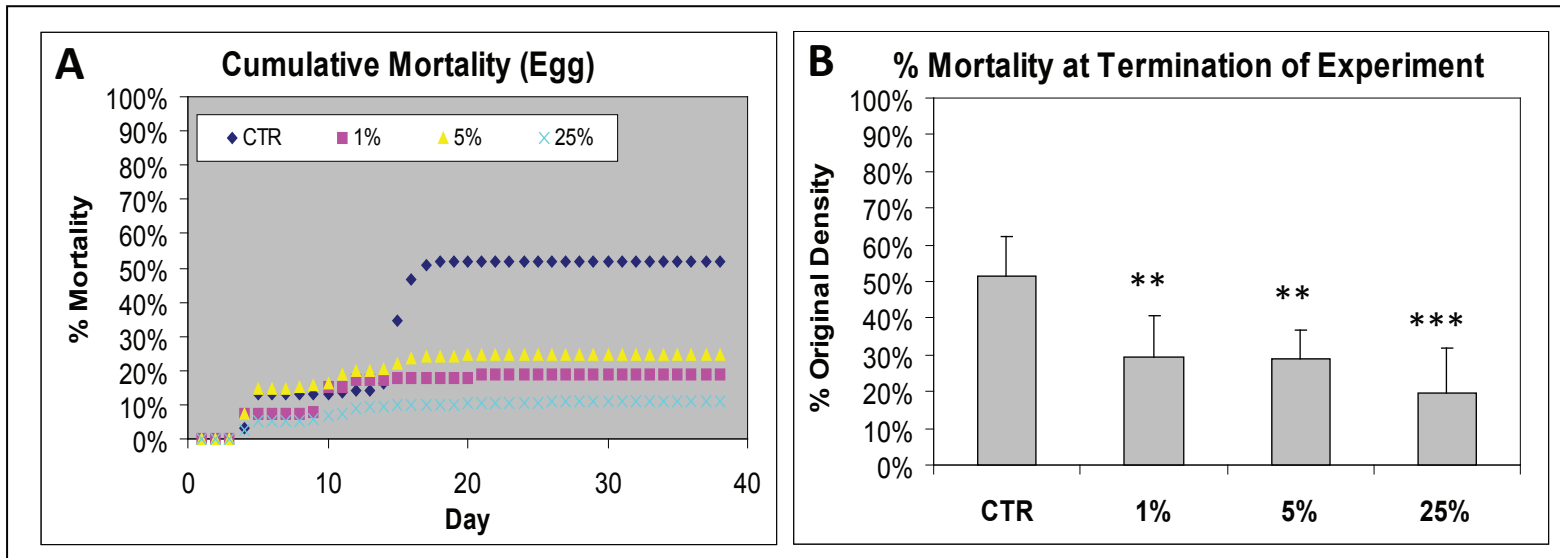 A
Cumulative Mortality (Egg)
% Mortality
100%
90%
80%
70%
60%
50%
40%
30%
20%
10%
0%
CTR 1% 5% 25%
0 10 20 30 40
Day
B
% Mortality at Termination of Experiment
% Original Density
100%
90%
80%
70%
60%
50%
40%
30%
20%
10%
0%
** ** ***
CTR 1% 5% 25%